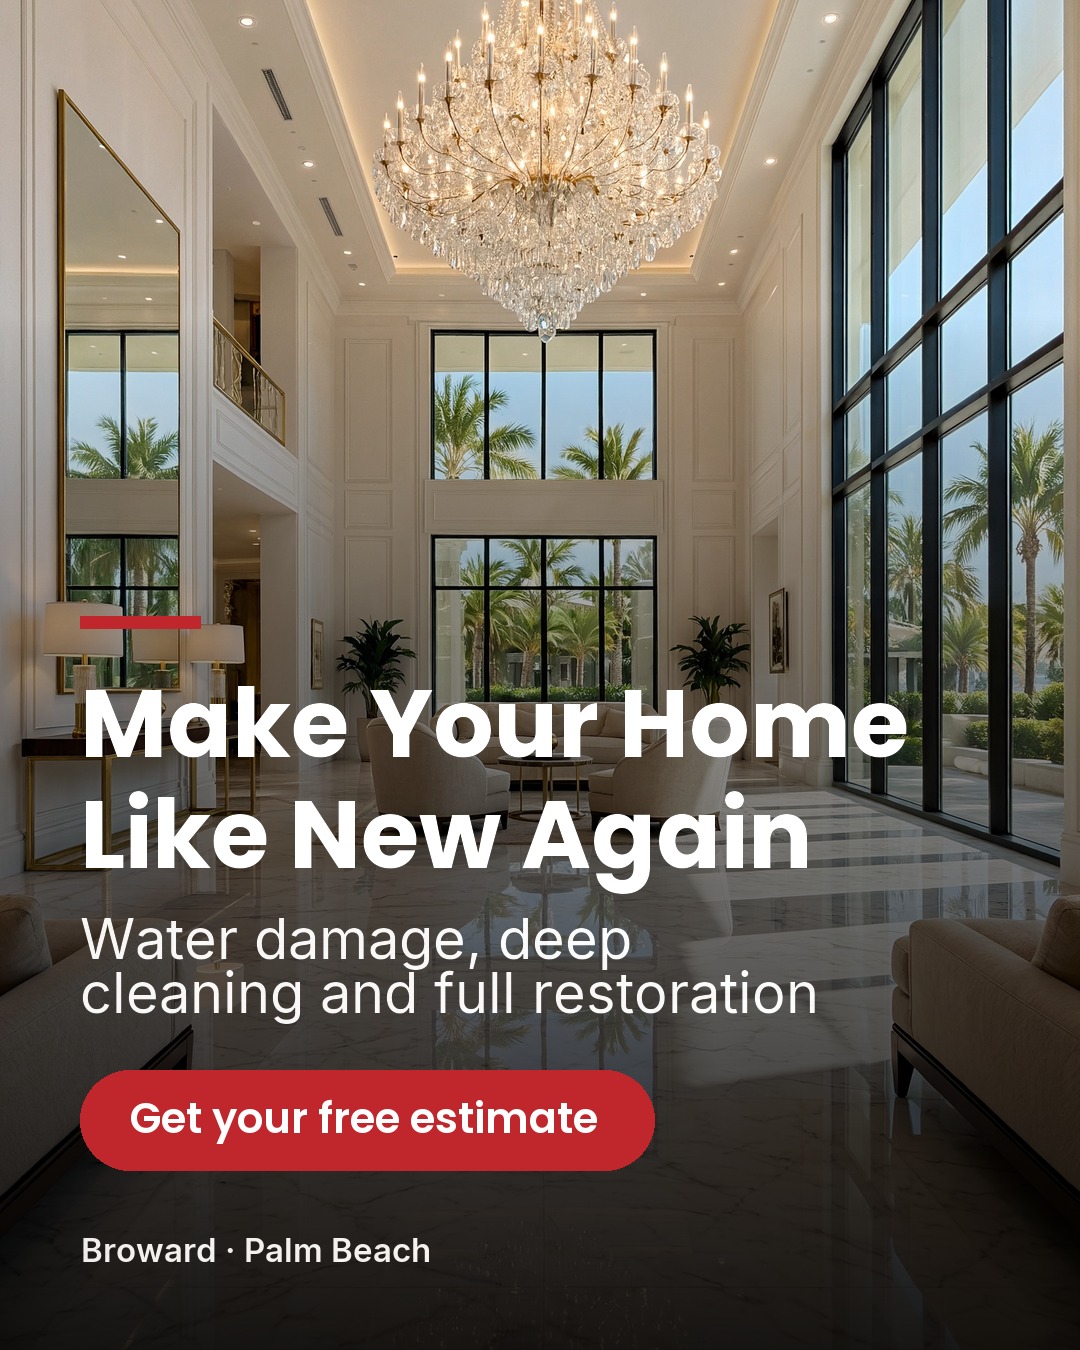 Make Your Home
Like New Again
Water damage, deep
cleaning and full restoration
Get your free estimate
Broward · Palm Beach